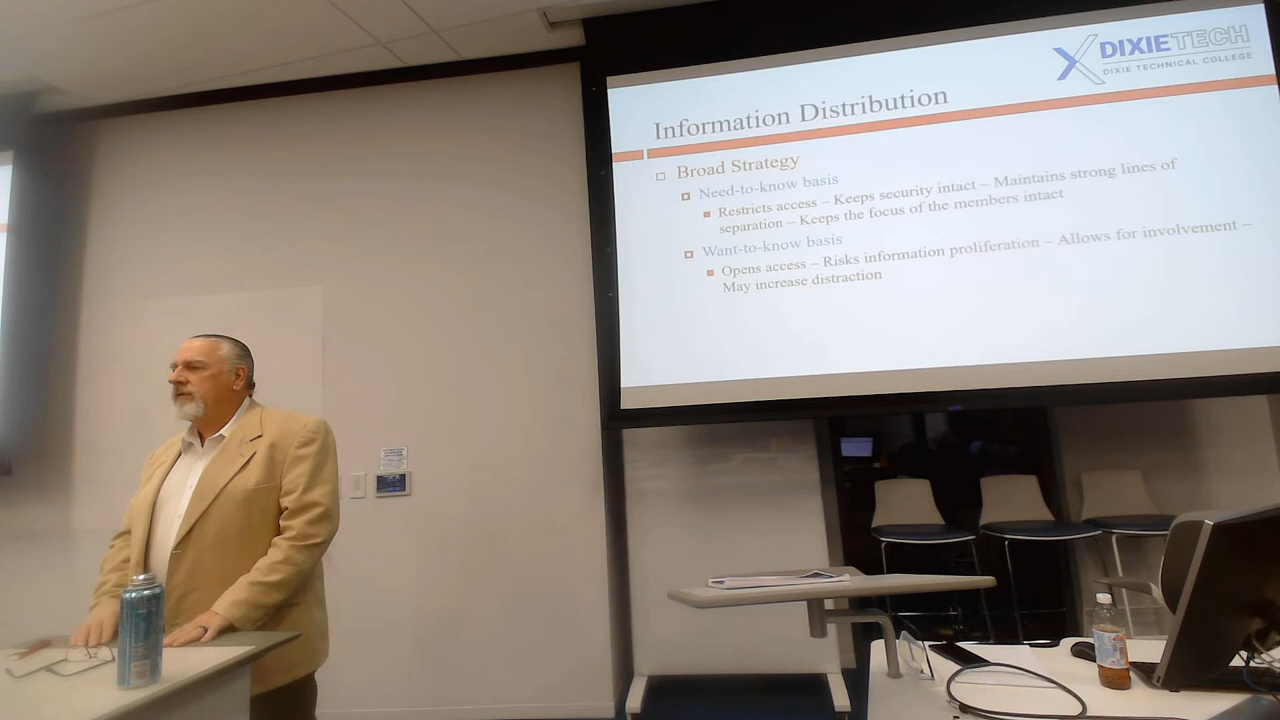 DIXIETECH
DIXIE TECHNICAL COLLEGE
Information Distribution
Broad Strategy
Need-to-know basis
Restricts access – Keeps security intact – Maintains strong lines of
separation – Keeps the focus of the members intact
Want-to-know basis
Opens access – Risks information proliferation – Allows for involvement –
May increase distraction